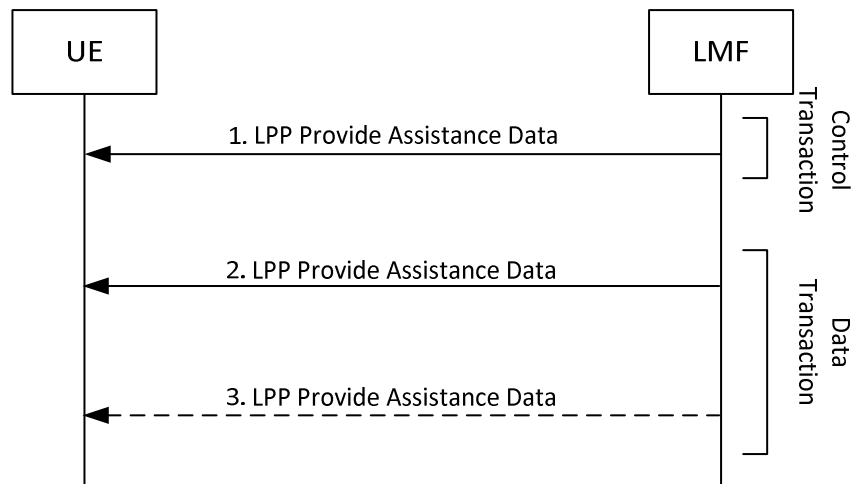 UE
LMF
1. LPP Provide Assistance Data
Control
Transaction
2. LPP Provide Assistance Data
Data
Transaction
3. LPP Provide Assistance Data